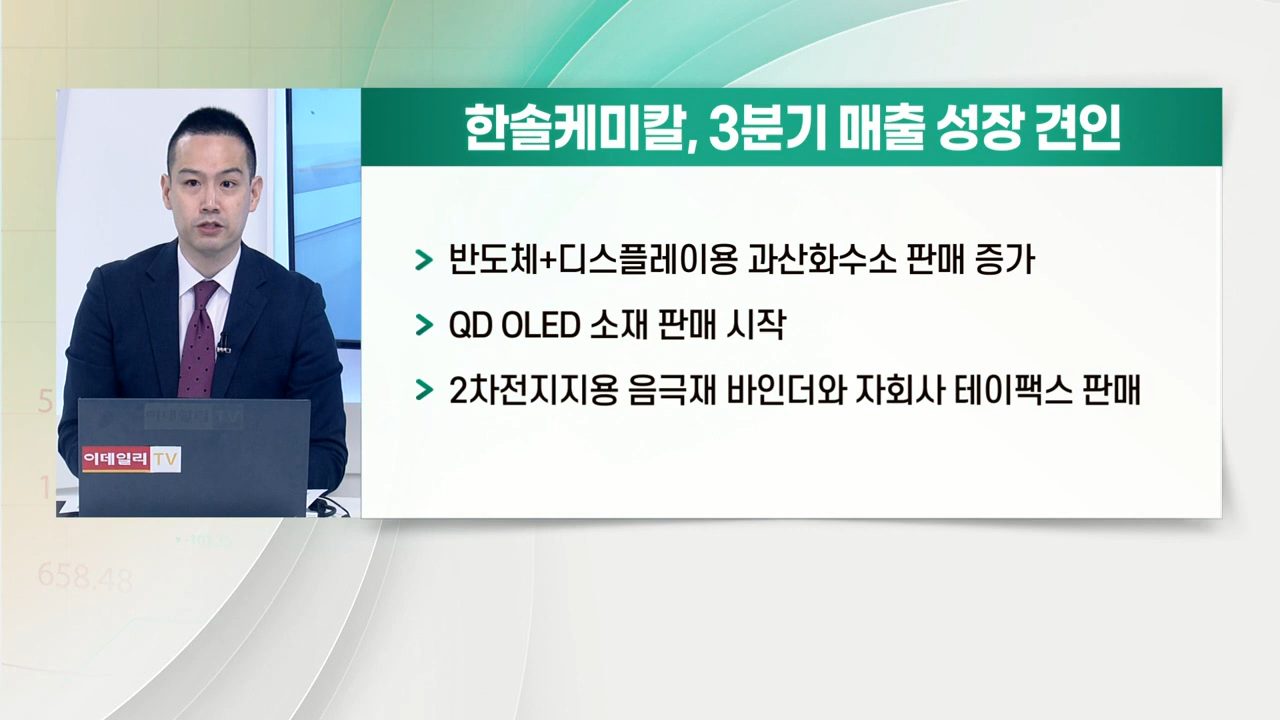 한솔케미칼, 3분기 매출 성장 견인
> 반도체+디스플레이용 과산화수소 판매 증가
> QD OLED 소재 판매 시작
> 2차전지지용 음극재 바인더와 자회사 테이팩스 판매
이데일리 TV
658.48